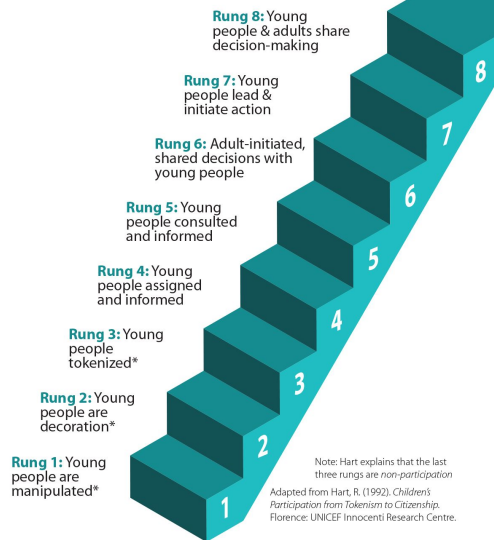 Rung 8: Young
people & adults share
decision-making
8
Rung 7: Young
people lead &
initiate action
7
Rung 6: Adult-initiated,
shared decisions with
young people
6
Rung 5: Young
people consulted
and informed
5
Rung 4: Young
people assigned
and informed
4
Rung 3: Young
people
tokenized*
3
Rung 2: Young
people are
decoration*
2
Rung 1: Young
people are
manipulated*
1
Note: Hart explains that the last
three rungs are non-participation
Adapted from Hart, R. (1992). Children's
Participation from Tokenism to Citizenship.
Florence: UNICEF Innocenti Research Centre.